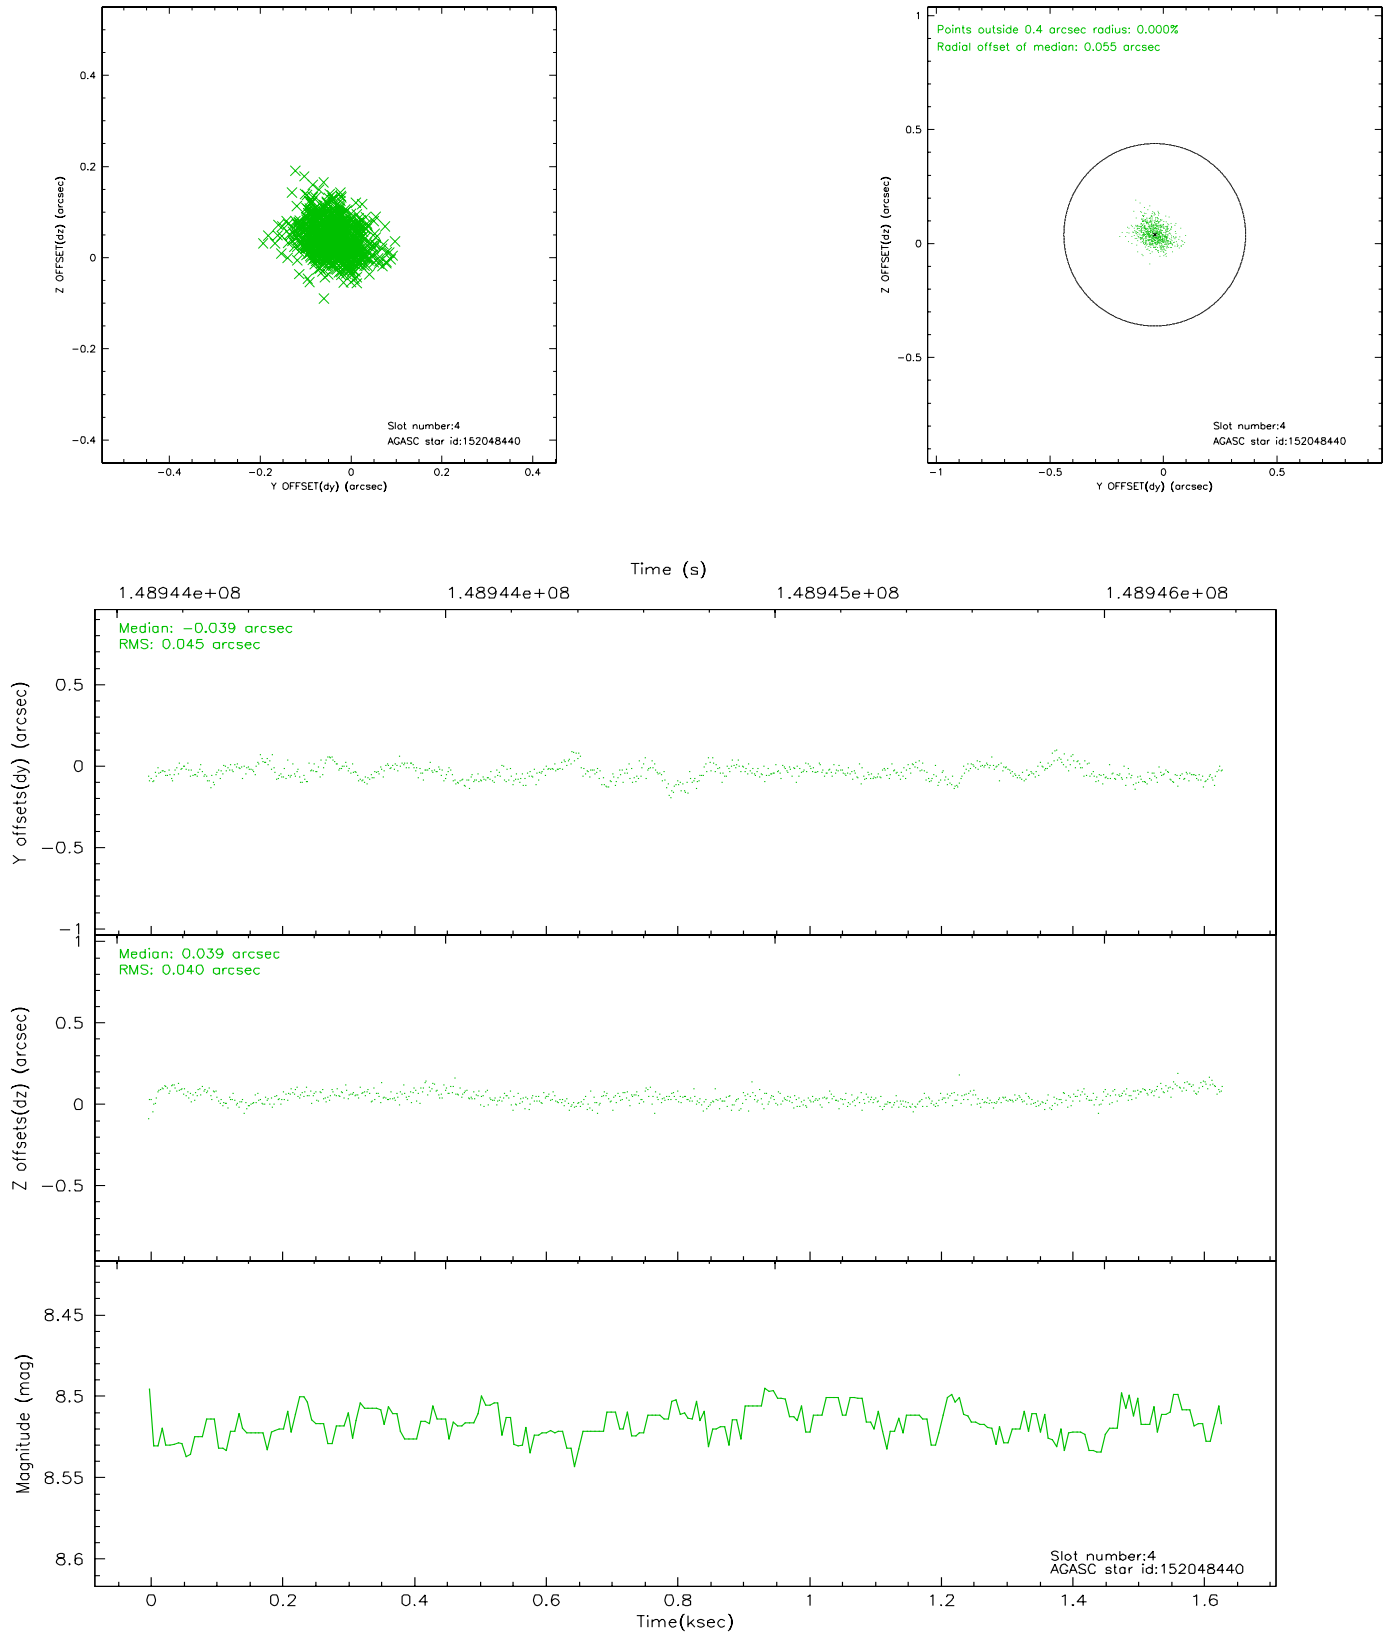 0.4
0.2
0
−0.2
−0.4
Z OFFSET(dz) (arcsec)
Slot number:4
AGASC star id:152048440
−0.4 −0.2 0 0.2 0.4
Y OFFSET(dy) (arcsec)
Points outside 0.4 arcsec radius: 0.000%
Radial offset of median: 0.055 arcsec
1
0.5
0
−0.5
−1
Z OFFSET(dz) (arcsec)
Slot number:4
AGASC star id:152048440
−1 −0.5 0 0.5
Y OFFSET(dy) (arcsec)
Time (s)
1.48944e+08 1.48944e+08 1.48945e+08 1.48946e+08
Median: −0.039 arcsec
RMS: 0.045 arcsec
0.5
0
−0.5
−1
Y offsets(dy) (arcsec)
Median: 0.039 arcsec
RMS: 0.040 arcsec
1
0.5
0
−0.5
Z offsets(dz) (arcsec)
8.45
8.5
8.55
8.6
Magnitude (mag)
Slot number:4
AGASC star id:152048440
0 0.2 0.4 0.6 0.8 1 1.2 1.4 1.6
Time(ksec)